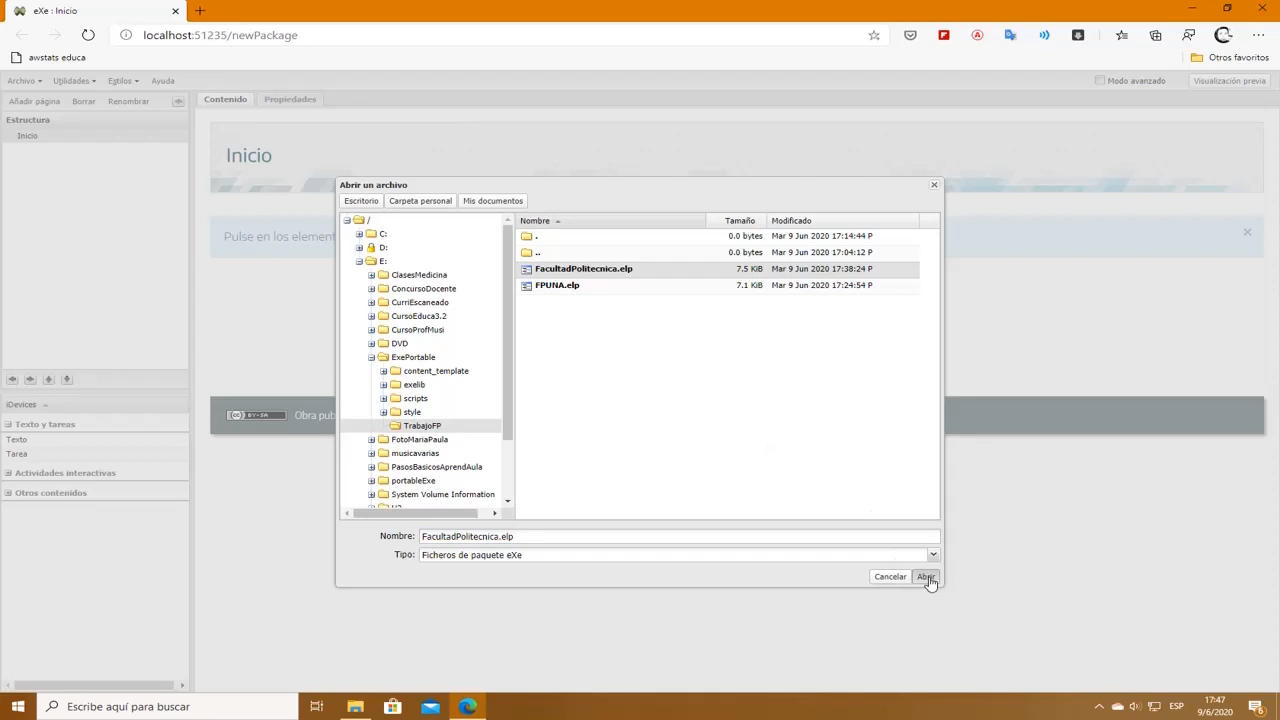 eXe : Inicio
localhost:51235/newPackage
awstats educa
Otros favoritos
Archivo Utilidades Estilos Ayuda
Modo avanzado Visualización previa
Añadir página Borrar Renombrar
Contenido Propiedades
Estructura
Inicio
Inicio
Pulse en los element
Abrir un archivo
Escritorio Carpeta personal Mis documentos
/
C:
D:
E:
ClasesMedicina
ConcursoDocente
CurriEscaneado
CursoEduca3.2
CursoProfMusi
DVD
ExePortable
content_template
exelib
scripts
style
TrabajoFP
FotoMariaPaula
musicavarias
PasosBasicosAprendAula
portableExe
System Volume Information
Nombre Tamaño Modificado
. 0.0 bytes Mar 9 Jun 2020 17:14:44 P
.. 0.0 bytes Mar 9 Jun 2020 17:04:12 P
FacultadPolitecnica.elp 7.5 KiB Mar 9 Jun 2020 17:38:24 P
FPUNA.elp 7.1 KiB Mar 9 Jun 2020 17:24:54 P
Nombre: FacultadPolitecnica.elp
Tipo: Ficheros de paquete eXe
Cancelar Abrir
iDevices
Texto y tareas
Texto
Tarea
Actividades interactivas
Otros contenidos
(cc) BY-SA Obra pub
Escribe aquí para buscar
ESP
17:47
9/6/2020
6